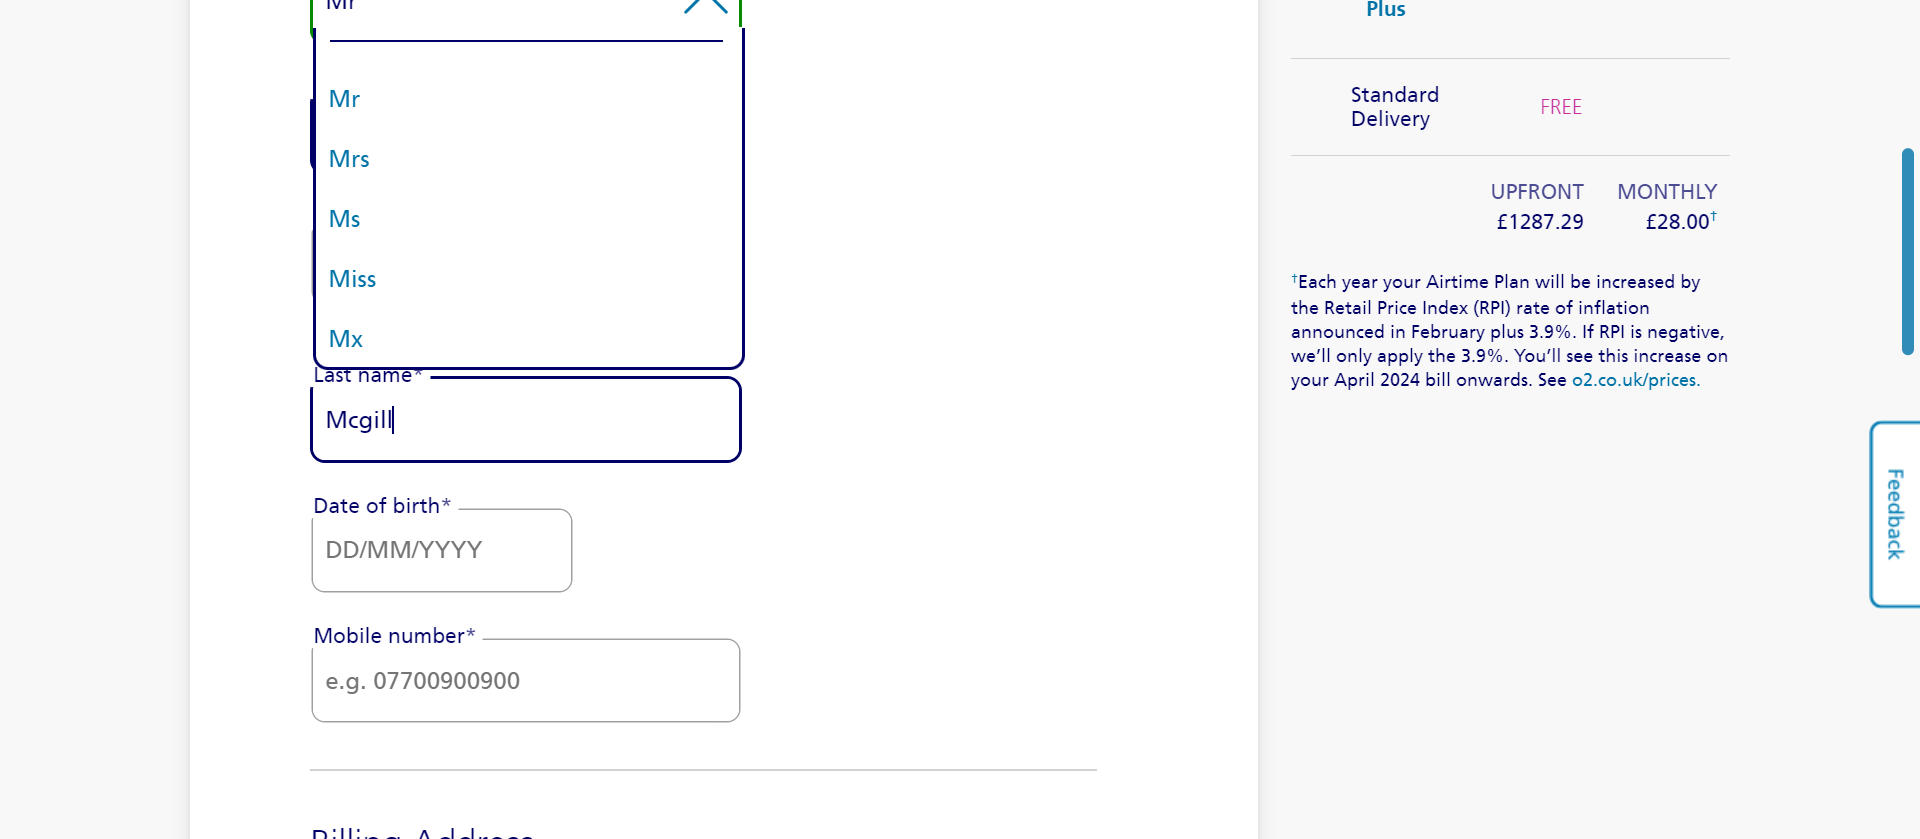 Mr
Mr
Mrs
Ms
Miss
Mx
Last name*
Mcgill
Date of birth*
DD/MM/YYYY
Mobile number*
e.g. 07700900900
Billing Address
Plus
Standard
Delivery
FREE
UPFRONT MONTHLY
£1287.29 £28.00†
†Each year your Airtime Plan will be increased by
the Retail Price Index (RPI) rate of inflation
announced in February plus 3.9%. If RPI is negative,
we’ll only apply the 3.9%. You’ll see this increase on
your April 2024 bill onwards. See o2.co.uk/prices.
Feedback